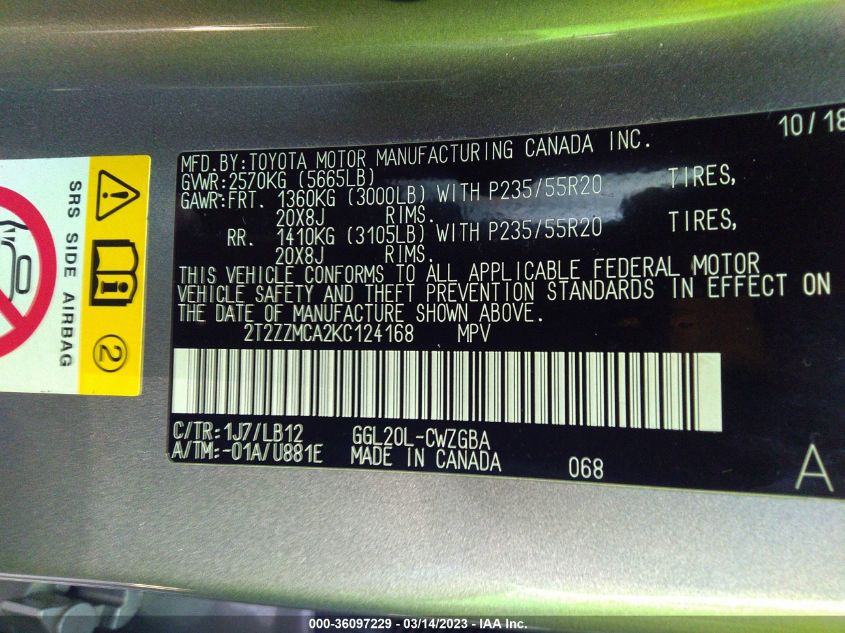 10/18
MFD.BY:TOYOTA MOTOR MANUFACTURING CANADA INC.
GVWR:2570KG (5665LB)
GAWR:FRT. 1360KG (3000LB) WITH P235/55R20 TIRES,
20X8J RIMS.
RR. 1410KG (3105LB) WITH P235/55R20 TIRES,
20X8J RIMS.
THIS VEHICLE CONFORMS TO ALL APPLICABLE FEDERAL MOTOR
VEHICLE SAFETY AND THEFT PREVENTION STANDARDS IN EFFECT ON
THE DATE OF MANUFACTURE SHOWN ABOVE.
2T2ZZMCA2KC124168 MPV
C/TR:1J7/LB12 GGL20L-CWZGBA
A/TM:-01A/U881E MADE IN CANADA 068
A
SRS SIDE AIRBAG
2
000-36097229 - 03/14/2023 - IAA Inc.